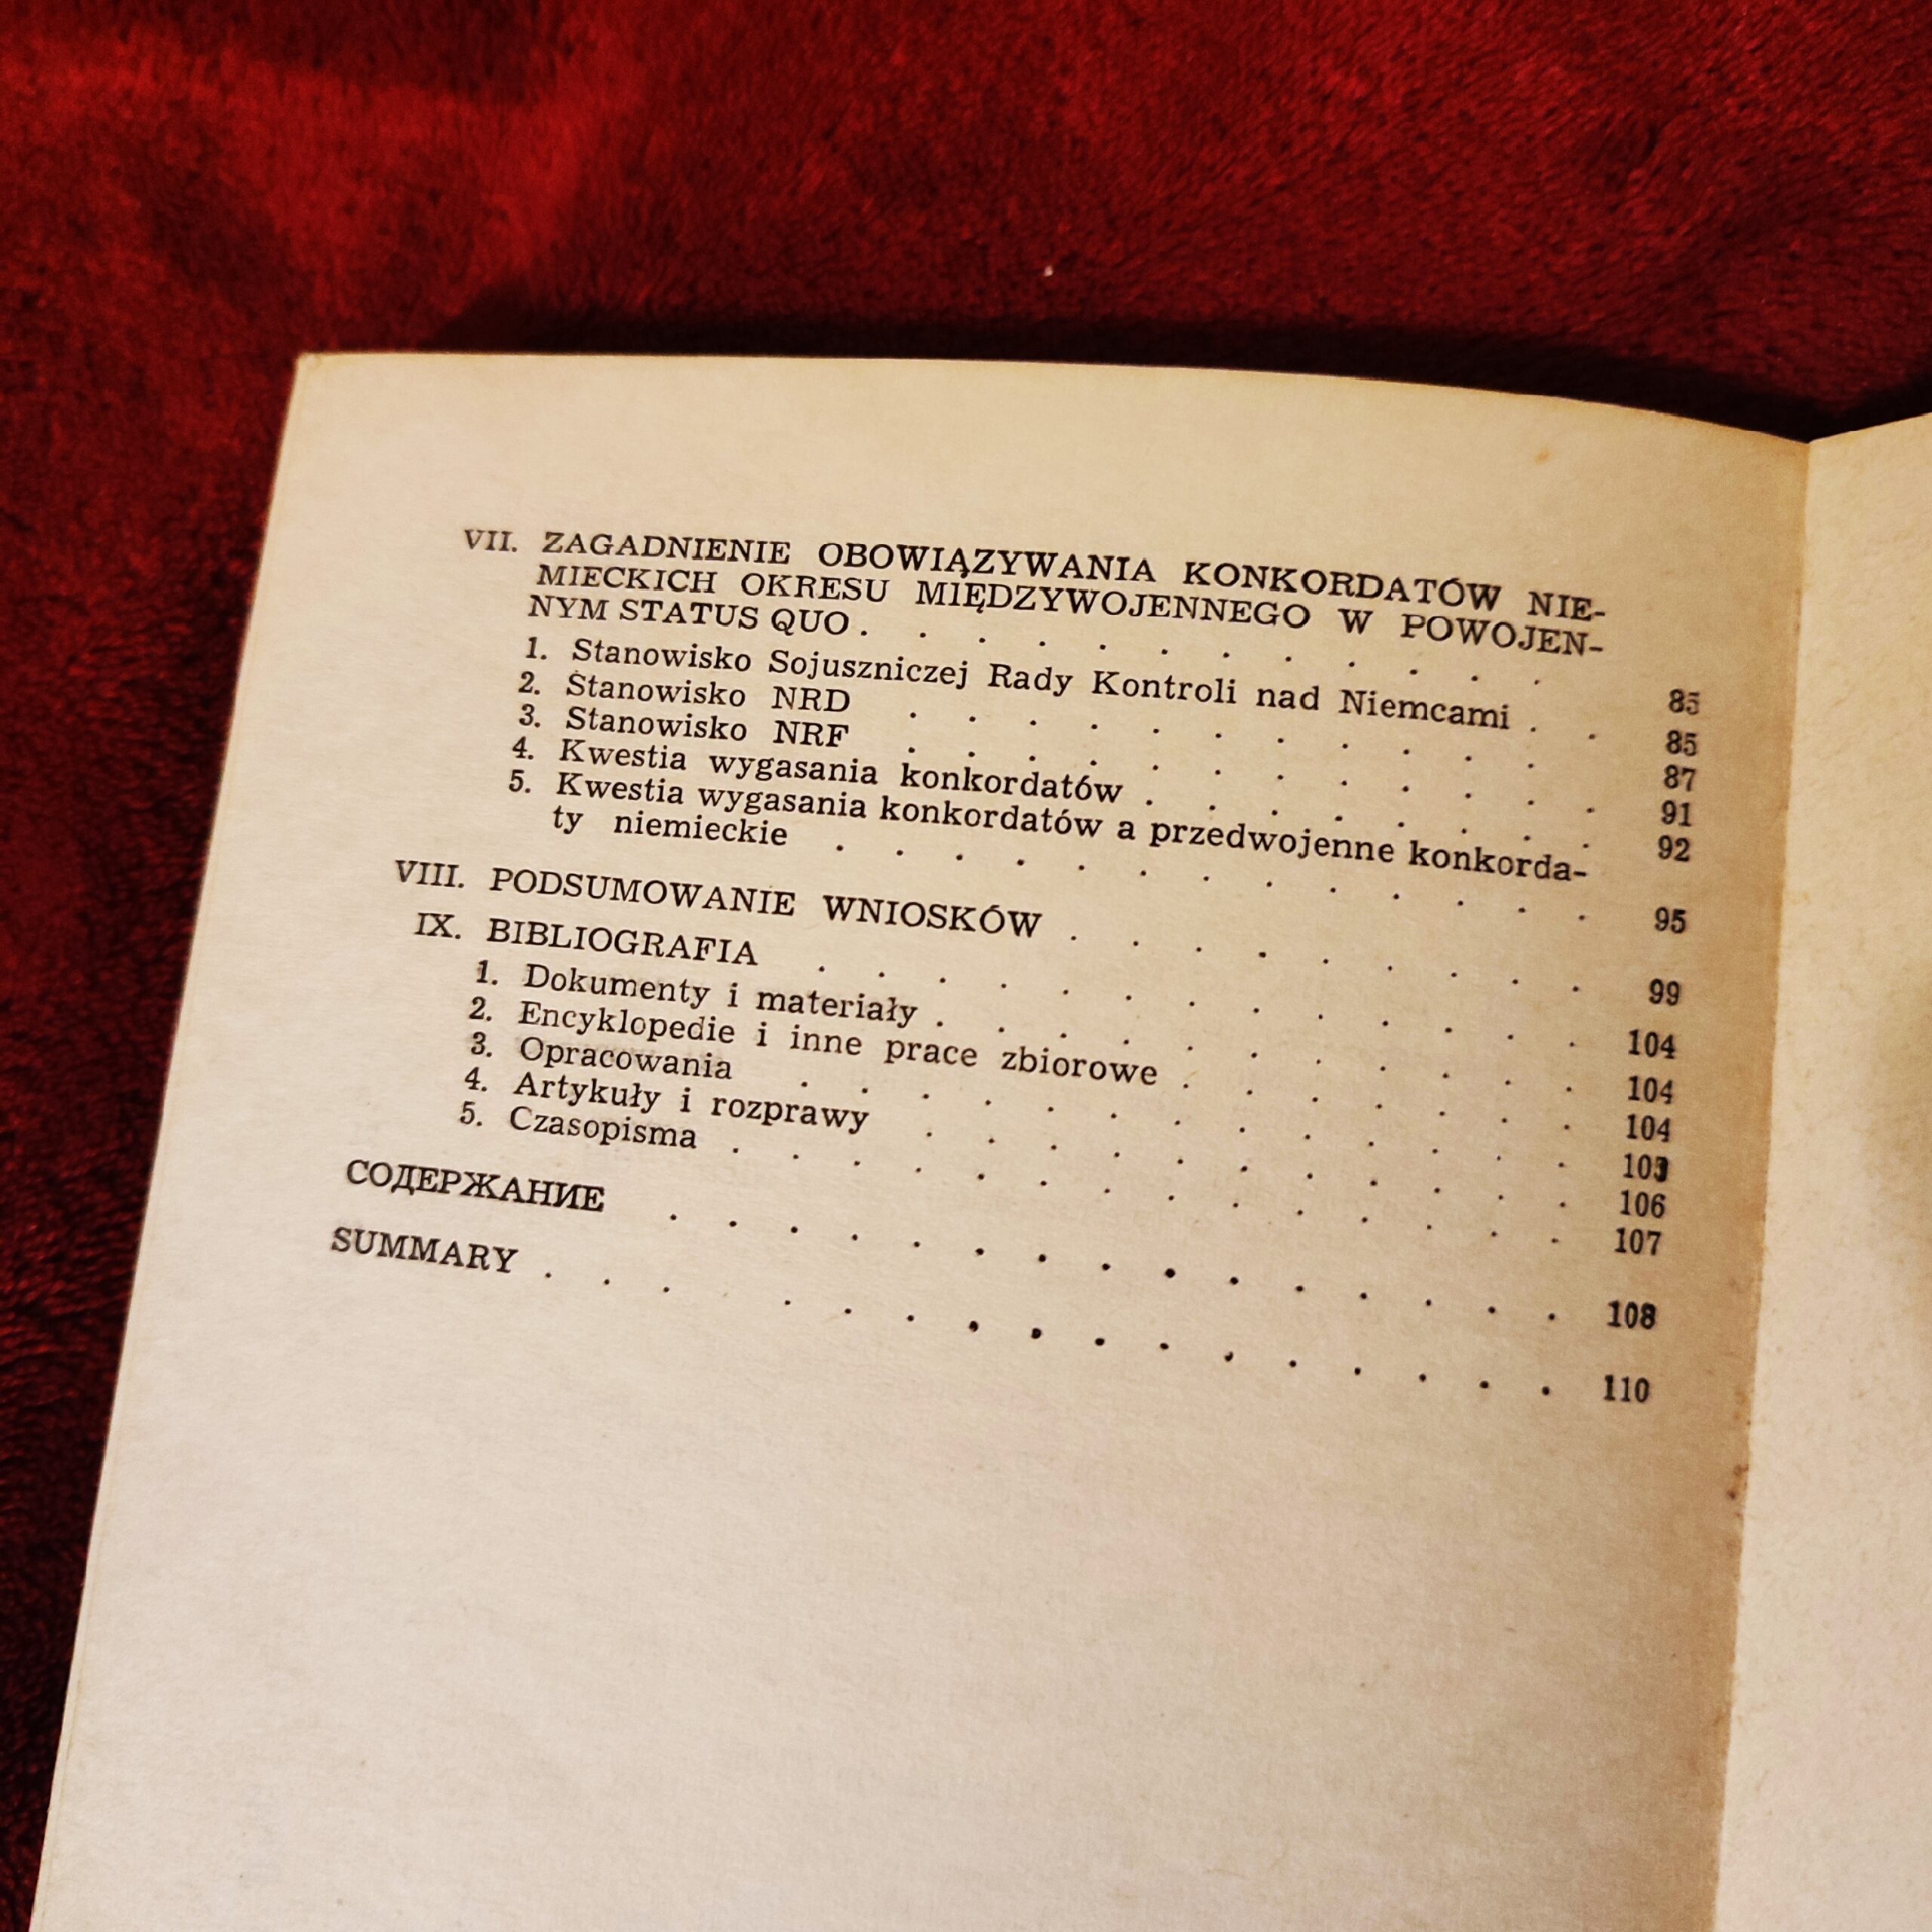 VII. ZAGADNIENIE OBOWIĄZYWANIA KONKORDATÓW NIE-
MIECKICH OKRESU MIĘDZYWOJENNEGO W POWOJEN-
NYM STATUS QUO . . . . . . . . . . . . 85
1. Stanowisko Sojuszniczej Rady Kontroli nad Niemcami . . 85
2. Stanowisko NRD . . . . . . . . . . . 87
3. Stanowisko NRF . . . . . . . . . . . . 91
4. Kwestia wygasania konkordatów . . . . . . . . 92
5. Kwestia wygasania konkordatów a przedwojenne konkorda-
ty niemieckie . . . . . . . . . . . . . 95
VIII. PODSUMOWANIE WNIOSKÓW . . . . . . . . . 99
IX. BIBLIOGRAFIA . . . . . . . . . . . . . 104
1. Dokumenty i materiały . . . . . . . . . . . 104
2. Encyklopedie i inne prace zbiorowe . . . . . . . 104
3. Opracowania . . . . . . . . . . . . .
4. Artykuły i rozprawy . . . . . . . . . . . 106
5. Czasopisma . . . . . . . . . . . . . . 107
СОДЕРЖАНИЕ . . . . . . . . . . . . . . . 108
SUMMARY . . . . . . . . . . . . . . . . 110